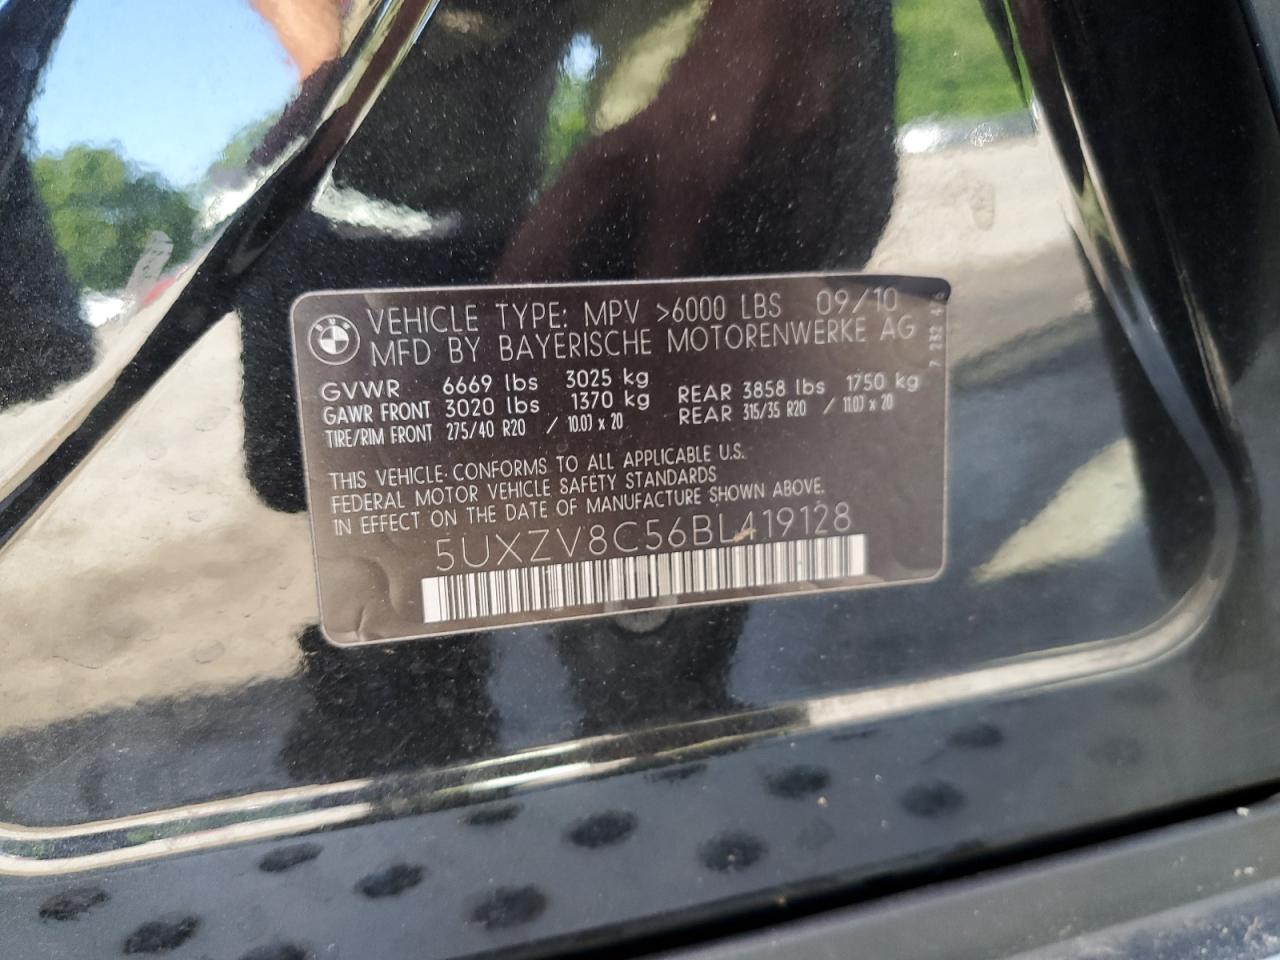 BMW
VEHICLE TYPE: MPV >6000 LBS 09/10
MFD BY BAYERISCHE MOTORENWERKE AG
GVWR 6669 lbs 3025 kg
GAWR FRONT 3020 lbs 1370 kg REAR 3858 lbs 1750 kg
TIRE/RIM FRONT 275/40 R20 / 10.0J x 20 REAR 315/35 R20 / 11.0J x 20
THIS VEHICLE CONFORMS TO ALL APPLICABLE U.S.
FEDERAL MOTOR VEHICLE SAFETY STANDARDS
IN EFFECT ON THE DATE OF MANUFACTURE SHOWN ABOVE.
5UXZV8C56BL419128